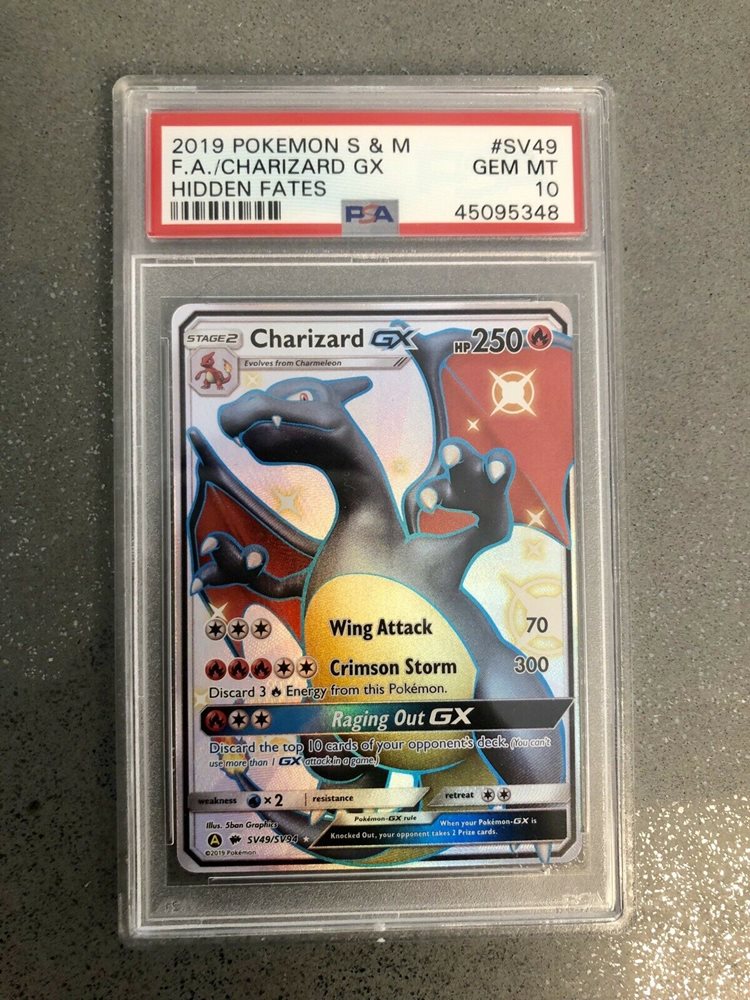 2019 POKEMON S & M #SV49
F.A./CHARIZARD GX GEM MT
HIDDEN FATES 10
PSA 45095348
STAGE2 Charizard GX HP250
Evolves from Charmeleon
Wing Attack 70
Crimson Storm 300
Discard 3 Energy from this Pokémon.
Raging Out GX
Discard the top 10 cards of your opponent's deck. (You can't
use more than 1 GX attack in a game.)
weakness ×2 resistance retreat
Illus. 5ban Graphics Pokémon-GX rule When your Pokémon-GX is
Knocked Out, your opponent takes 2 Prize cards.
A SV49/SV94
©2019 Pokémon